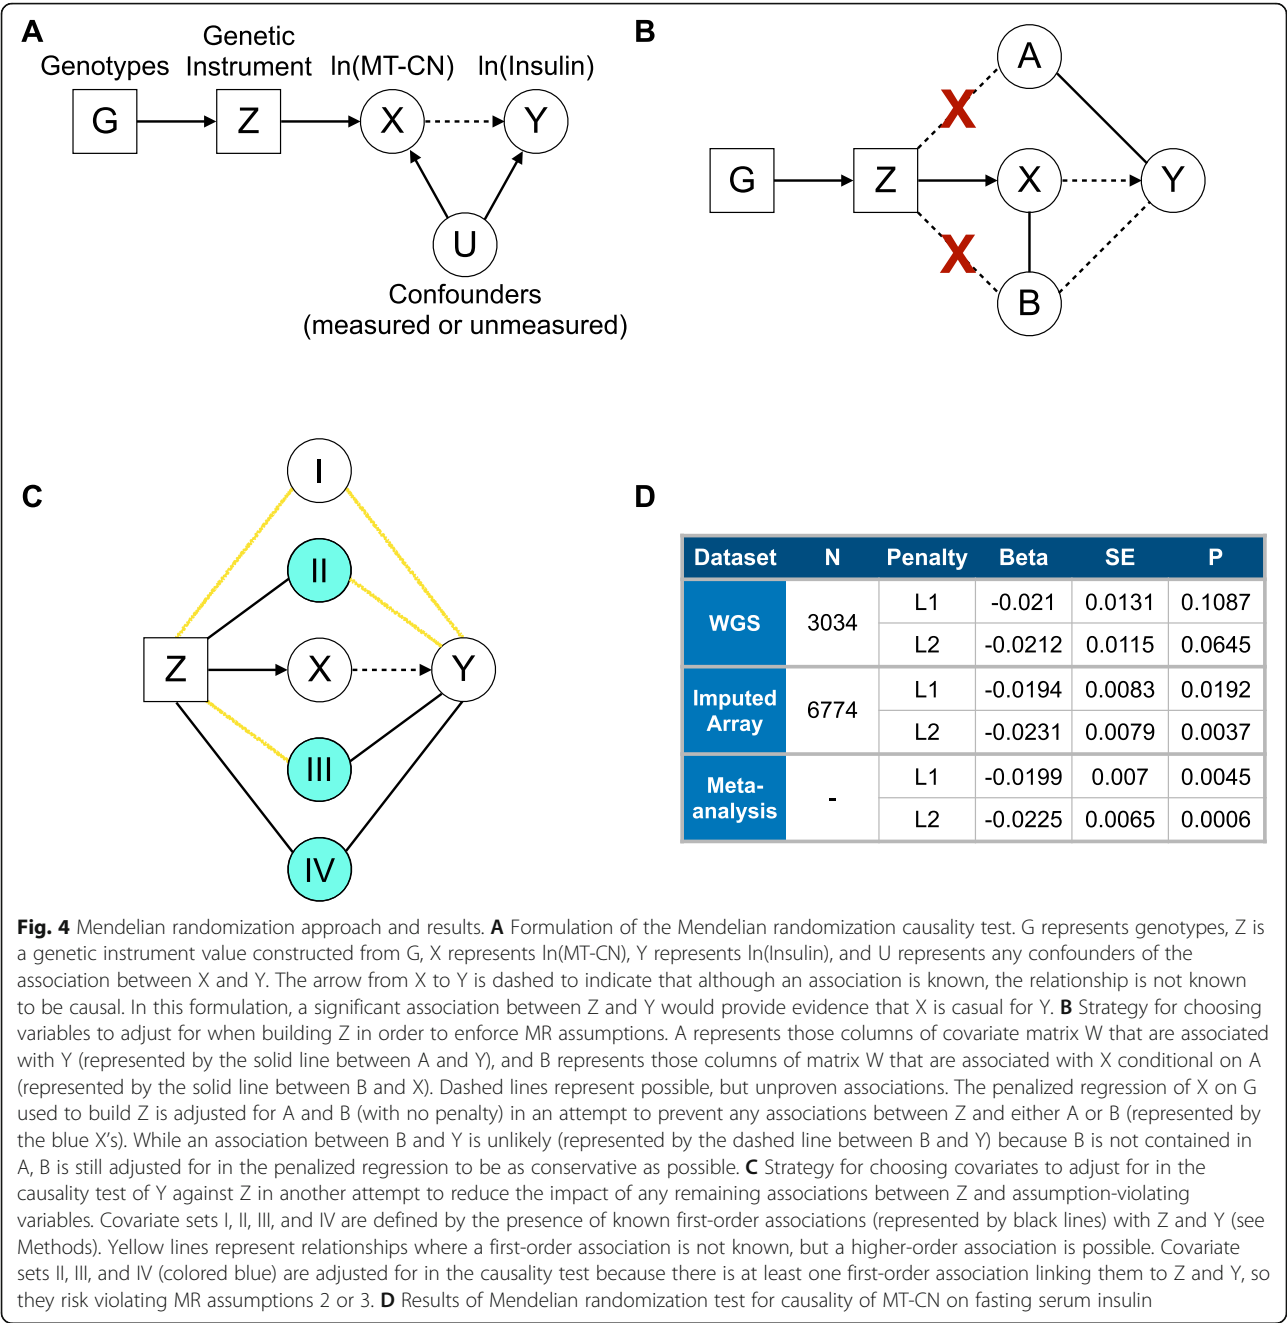 A
Genotypes
Genetic
Instrument
ln(MT-CN)
ln(Insulin)
G
Z
X
Y
U
Confounders
(measured or unmeasured)
B
A
X
G
Z
X
Y
X
B
C
I
II
Z
X
Y
III
IV
D
Dataset N Penalty Beta SE P
WGS 3034 L1 -0.021 0.0131 0.1087
L2 -0.0212 0.0115 0.0645
Imputed
Array 6774 L1 -0.0194 0.0083 0.0192
L2 -0.0231 0.0079 0.0037
Meta-
analysis - L1 -0.0199 0.007 0.0045
L2 -0.0225 0.0065 0.0006
Fig. 4 Mendelian randomization approach and results. A Formulation of the Mendelian randomization causality test. G represents genotypes, Z is
a genetic instrument value constructed from G, X represents ln(MT-CN), Y represents ln(Insulin), and U represents any confounders of the
association between X and Y. The arrow from X to Y is dashed to indicate that although an association is known, the relationship is not known
to be causal. In this formulation, a significant association between Z and Y would provide evidence that X is casual for Y. B Strategy for choosing
variables to adjust for when building Z in order to enforce MR assumptions. A represents those columns of covariate matrix W that are associated
with Y (represented by the solid line between A and Y), and B represents those columns of matrix W that are associated with X conditional on A
(represented by the solid line between B and X). Dashed lines represent possible, but unproven associations. The penalized regression of X on G
used to build Z is adjusted for A and B (with no penalty) in an attempt to prevent any associations between Z and either A or B (represented by
the blue X's). While an association between B and Y is unlikely (represented by the dashed line between B and Y) because B is not contained in
A, B is still adjusted for in the penalized regression to be as conservative as possible. C Strategy for choosing covariates to adjust for in the
causality test of Y against Z in another attempt to reduce the impact of any remaining associations between Z and assumption-violating
variables. Covariate sets I, II, III, and IV are defined by the presence of known first-order associations (represented by black lines) with Z and Y (see
Methods). Yellow lines represent relationships where a first-order association is not known, but a higher-order association is possible. Covariate
sets II, III, and IV (colored blue) are adjusted for in the causality test because there is at least one first-order association linking them to Z and Y, so
they risk violating MR assumptions 2 or 3. D Results of Mendelian randomization test for causality of MT-CN on fasting serum insulin